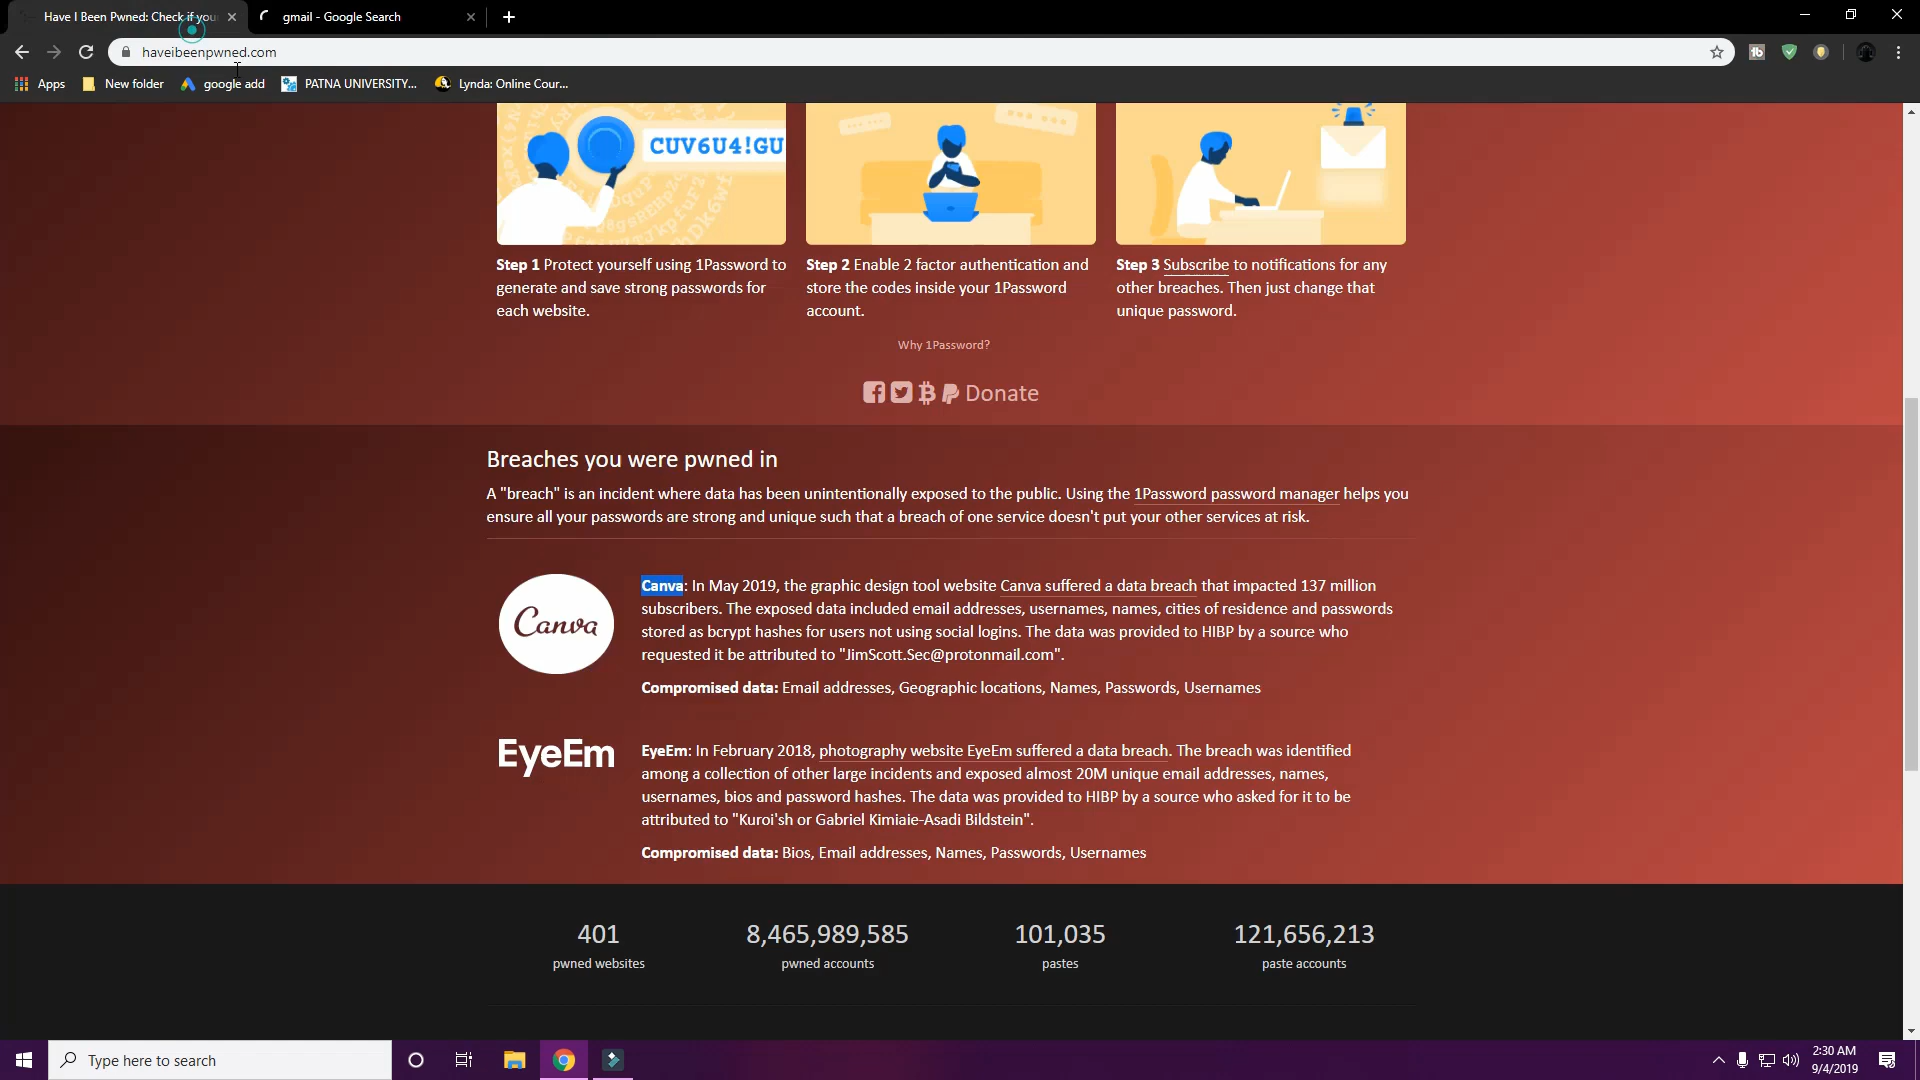 Have I Been Pwned: Check if you
gmail - Google Search
haveibeenpwned.com
Apps
New folder
google add
PATNA UNIVERSITY...
Lynda: Online Cour...
CUV6U4!GU
Step 1 Protect yourself using 1Password to
generate and save strong passwords for
each website.
Step 2 Enable 2 factor authentication and
store the codes inside your 1Password
account.
Step 3 Subscribe to notifications for any
other breaches. Then just change that
unique password.
Why 1Password?
Donate
Breaches you were pwned in
A "breach" is an incident where data has been unintentionally exposed to the public. Using the 1Password password manager helps you
ensure all your passwords are strong and unique such that a breach of one service doesn't put your other services at risk.
Canva
Canva: In May 2019, the graphic design tool website Canva suffered a data breach that impacted 137 million
subscribers. The exposed data included email addresses, usernames, names, cities of residence and passwords
stored as bcrypt hashes for users not using social logins. The data was provided to HIBP by a source who
requested it be attributed to "JimScott.Sec@protonmail.com".
Compromised data: Email addresses, Geographic locations, Names, Passwords, Usernames
EyeEm
EyeEm: In February 2018, photography website EyeEm suffered a data breach. The breach was identified
among a collection of other large incidents and exposed almost 20M unique email addresses, names,
usernames, bios and password hashes. The data was provided to HIBP by a source who asked for it to be
attributed to "Kuroi'sh or Gabriel Kimiaie-Asadi Bildstein".
Compromised data: Bios, Email addresses, Names, Passwords, Usernames
401
pwned websites
8,465,989,585
pwned accounts
101,035
pastes
121,656,213
paste accounts
Type here to search
2:30 AM
9/4/2019